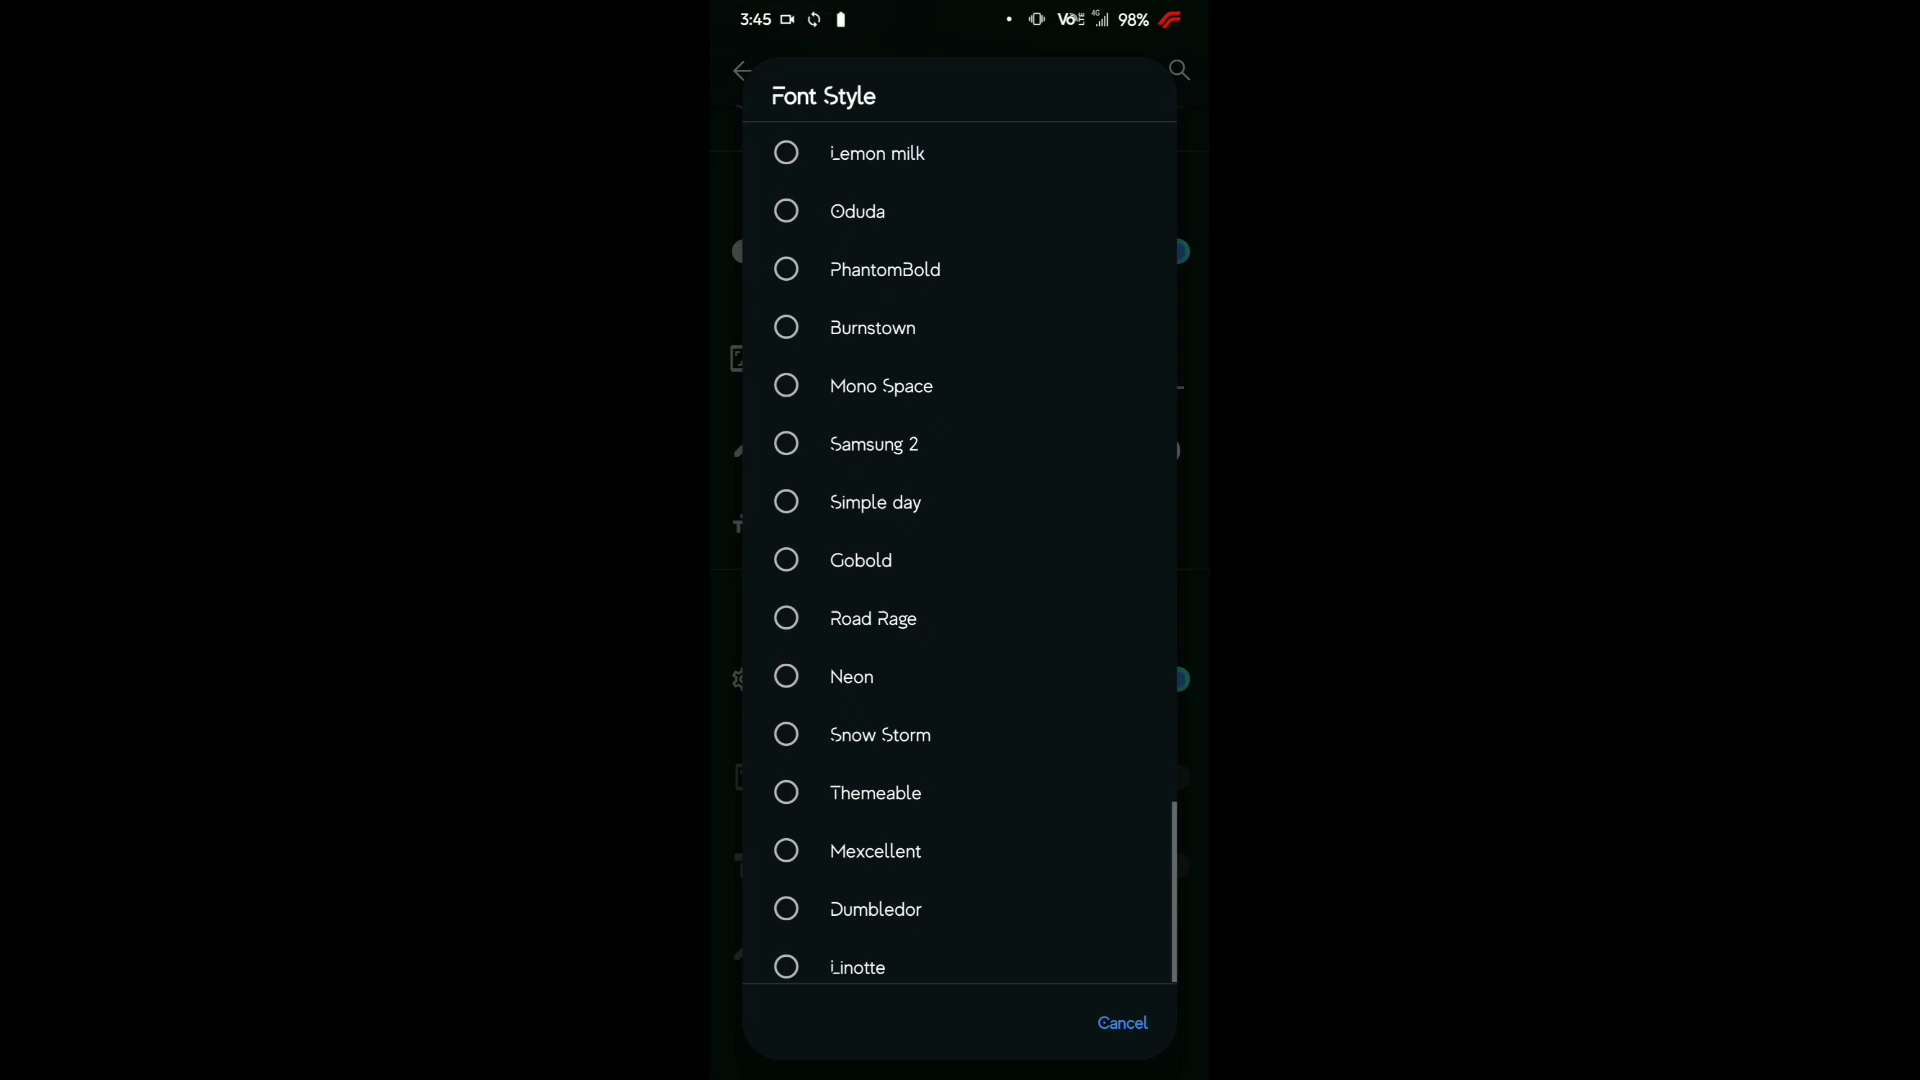 3:45
4G
98%
Font Style
Lemon milk
Oduda
PhantomBold
Burnstown
Mono Space
Samsung 2
Simple day
Gobold
Road Rage
Neon
Snow Storm
Themeable
Mexcellent
Dumbledor
Linotte
Cancel